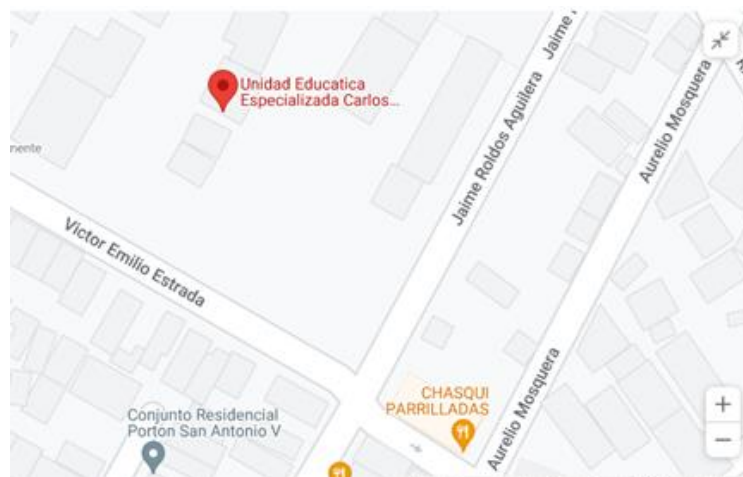 Unidad Educatica
Especializada Carlos...
nente
Jaime Roldos Aguilera
Aurelio Mosquera
Victor Emilio Estrada
CHASQUI
PARRILLADAS
Aurelio Mosquera
Conjunto Residencial
Porton San Antonio V